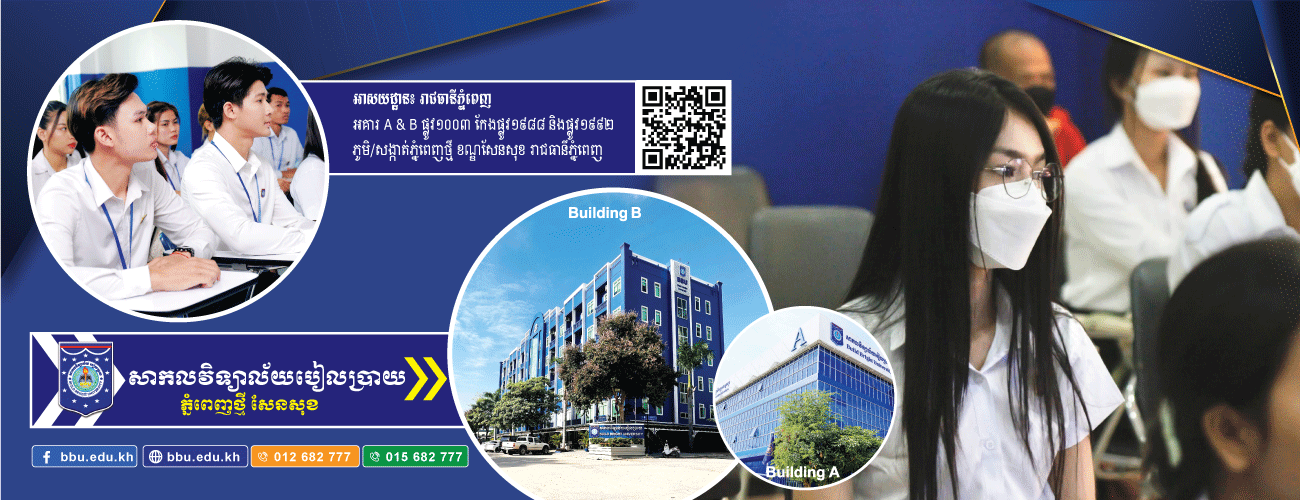 អាសយដ្ឋាន៖ រាជធានីភ្នំពេញ
អគារ A & B ផ្លូវ១០០៣ កែងផ្លូវ១៩៨៨ និងផ្លូវ១៩៩២
ភូមិ/សង្កាត់ភ្នំពេញថ្មី ខណ្ឌសែនសុខ រាជធានីភ្នំពេញ
Building B
BBU
A
Build Bright University
Building A
សាកលវិទ្យាល័យបៀលប្រាយ
ភ្នំពេញថ្មី សែនសុខ
bbu.edu.kh
bbu.edu.kh
012 682 777
015 682 777